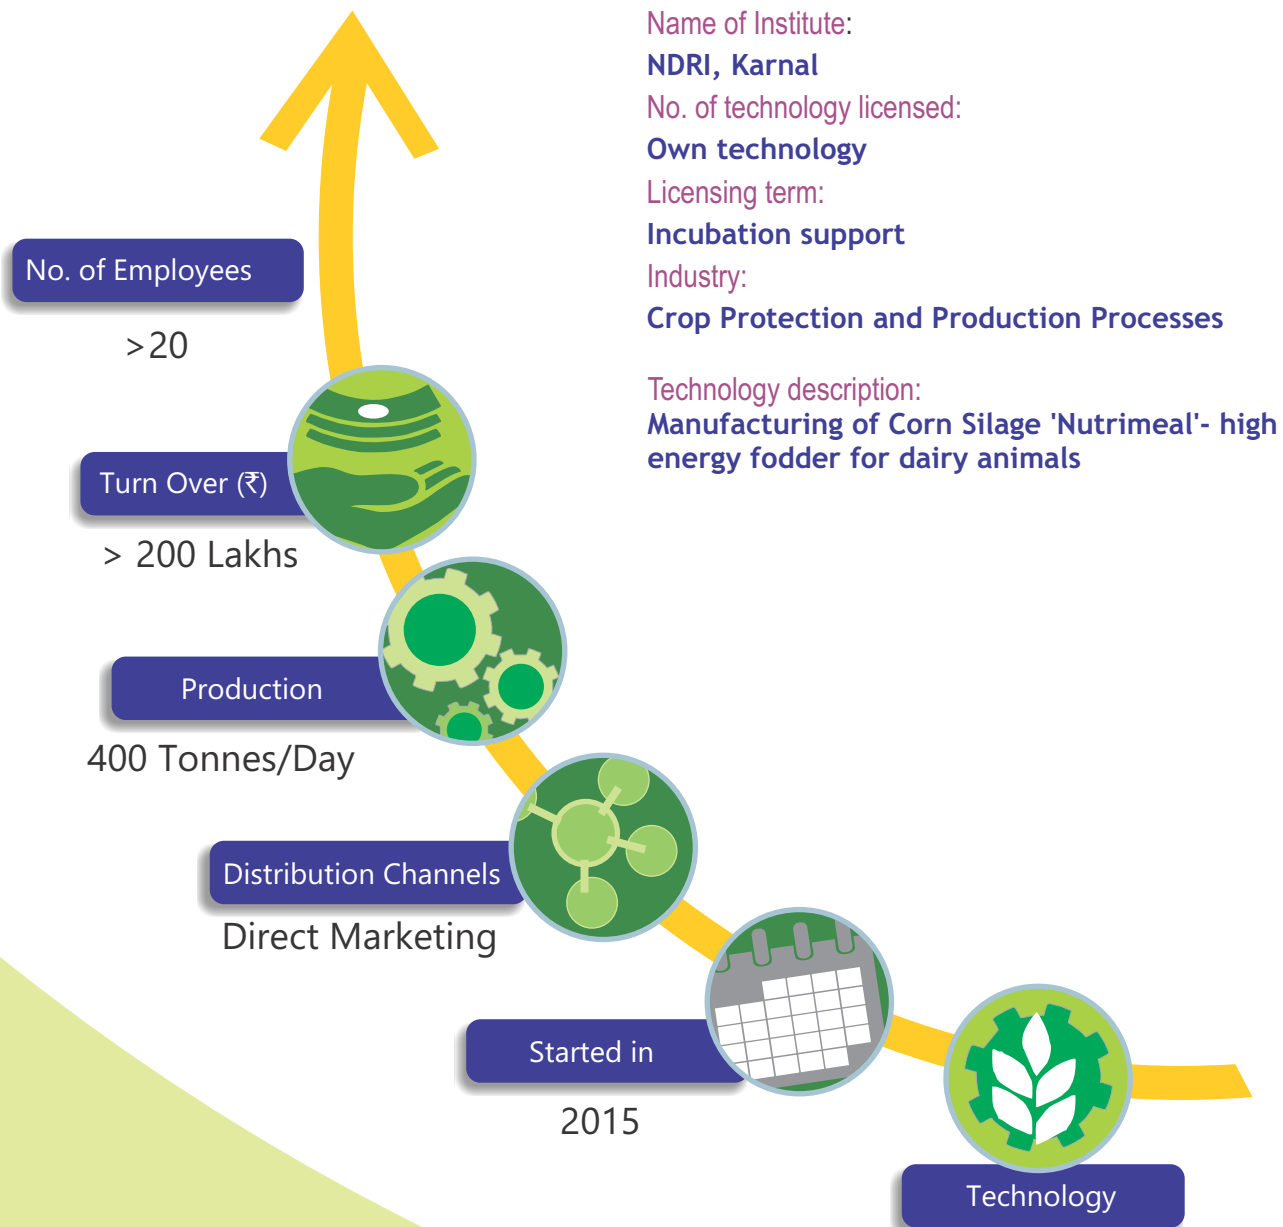 Name of Institute:
NDRI, Karnal
No. of technology licensed:
Own technology
Licensing term:
Incubation support
Industry:
Crop Protection and Production Processes
Technology description:
Manufacturing of Corn Silage 'Nutrimeal'- high
energy fodder for dairy animals
No. of Employees
>20
Turn Over (₹)
> 200 Lakhs
Production
400 Tonnes/Day
Distribution Channels
Direct Marketing
Started in
2015
Technology